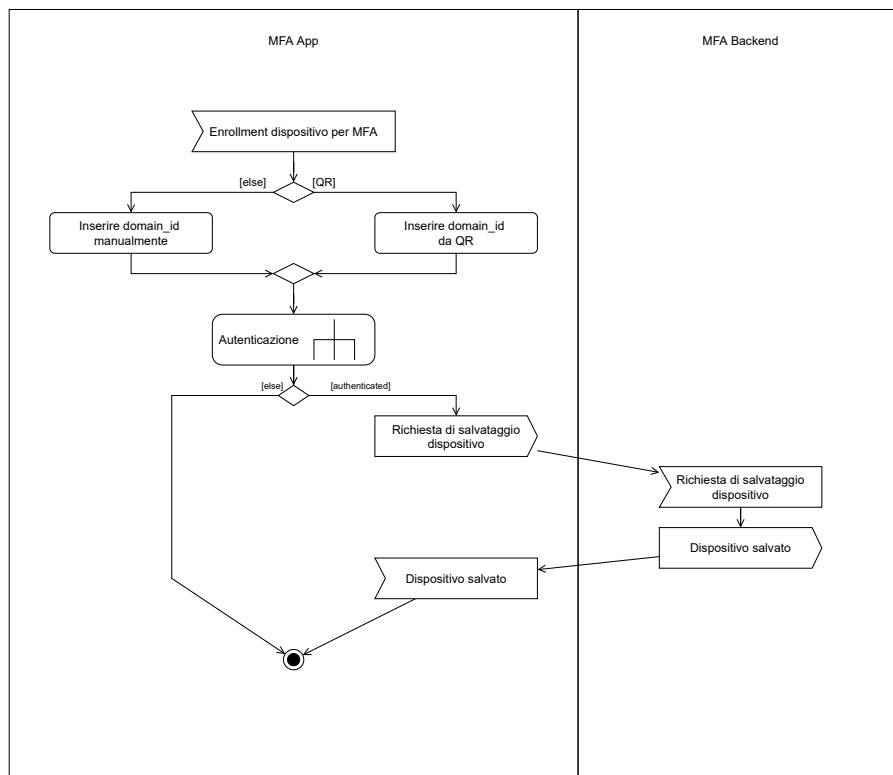 MFA App
MFA Backend
Enrollment dispositivo per MFA
[else]
[QR]
Inserire domain_id
manualmente
Inserire domain_id
da QR
Autenticazione
[else]
[authenticated]
Richiesta di salvataggio
dispositivo
Richiesta di salvataggio
dispositivo
Dispositivo salvato
Dispositivo salvato